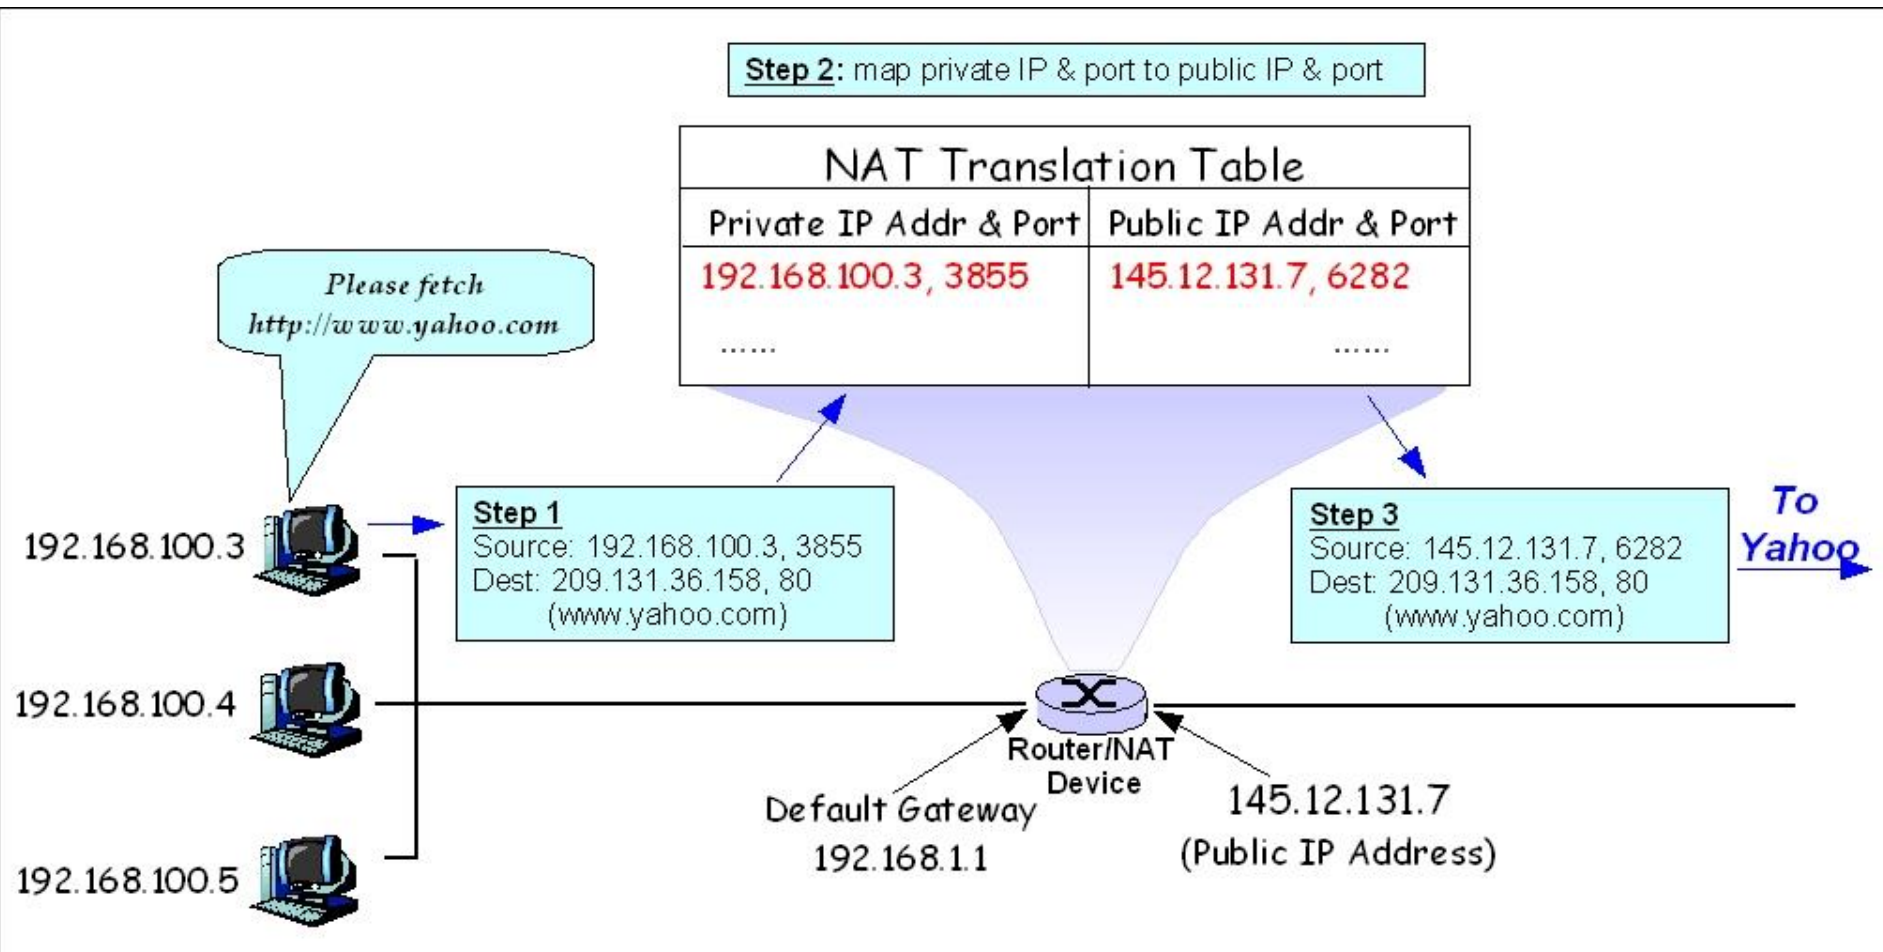 Step 2: map private IP & port to public IP & port
NAT Translation Table
Private IP Addr & Port
Public IP Addr & Port
192.168.100.3, 3855
145.12.131.7, 6282
......
......
Please fetch
http://www.yahoo.com
192.168.100.3
Step 1
Source: 192.168.100.3, 3855
Dest: 209.131.36.158, 80
(www.yahoo.com)
Step 3
Source: 145.12.131.7, 6282
Dest: 209.131.36.158, 80
(www.yahoo.com)
To
Yahoo
192.168.100.4
Router/NAT
Device
Default Gateway
192.168.1.1
145.12.131.7
(Public IP Address)
192.168.100.5